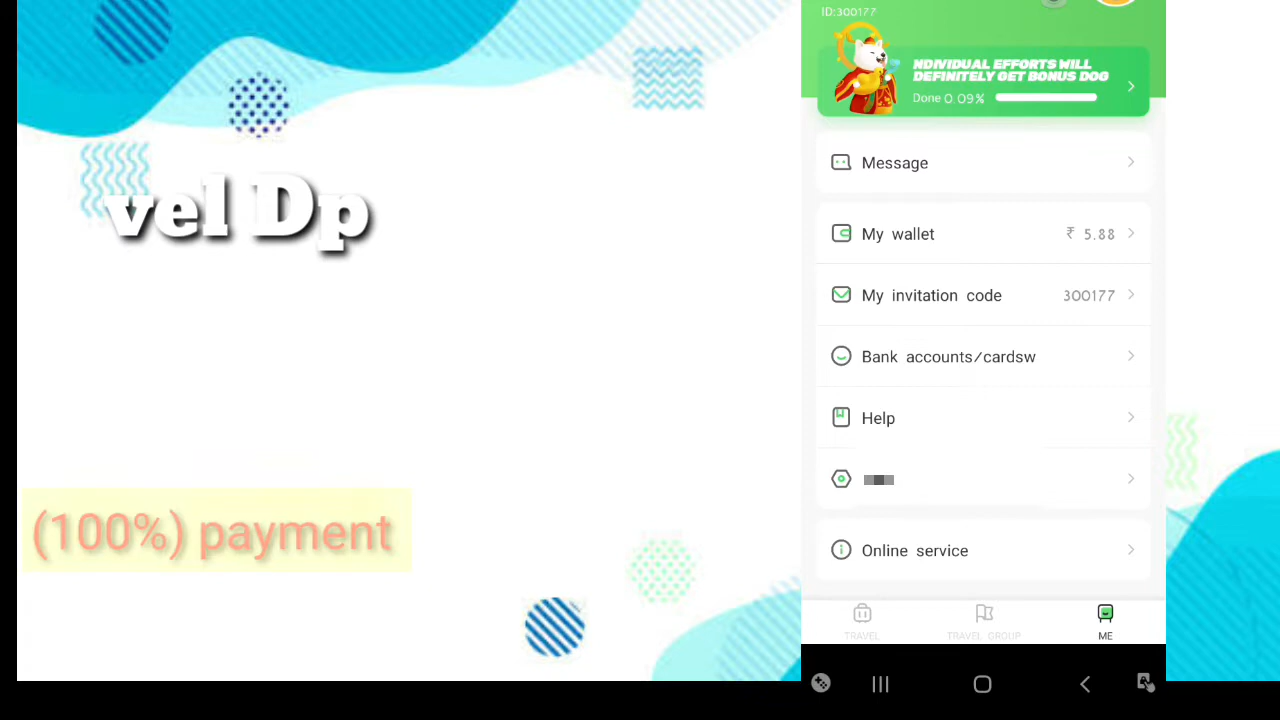 vel Dp
(100%) payment
ID:300177
NDIVIDUAL EFFORTS WILL
DEFINITELY GET BONUS DOG
Done 0.09%
Message
My wallet ₹ 5.88
My invitation code 300177
Bank accounts/cardsw
Help
Online service
TRAVEL TRAVEL GROUP ME